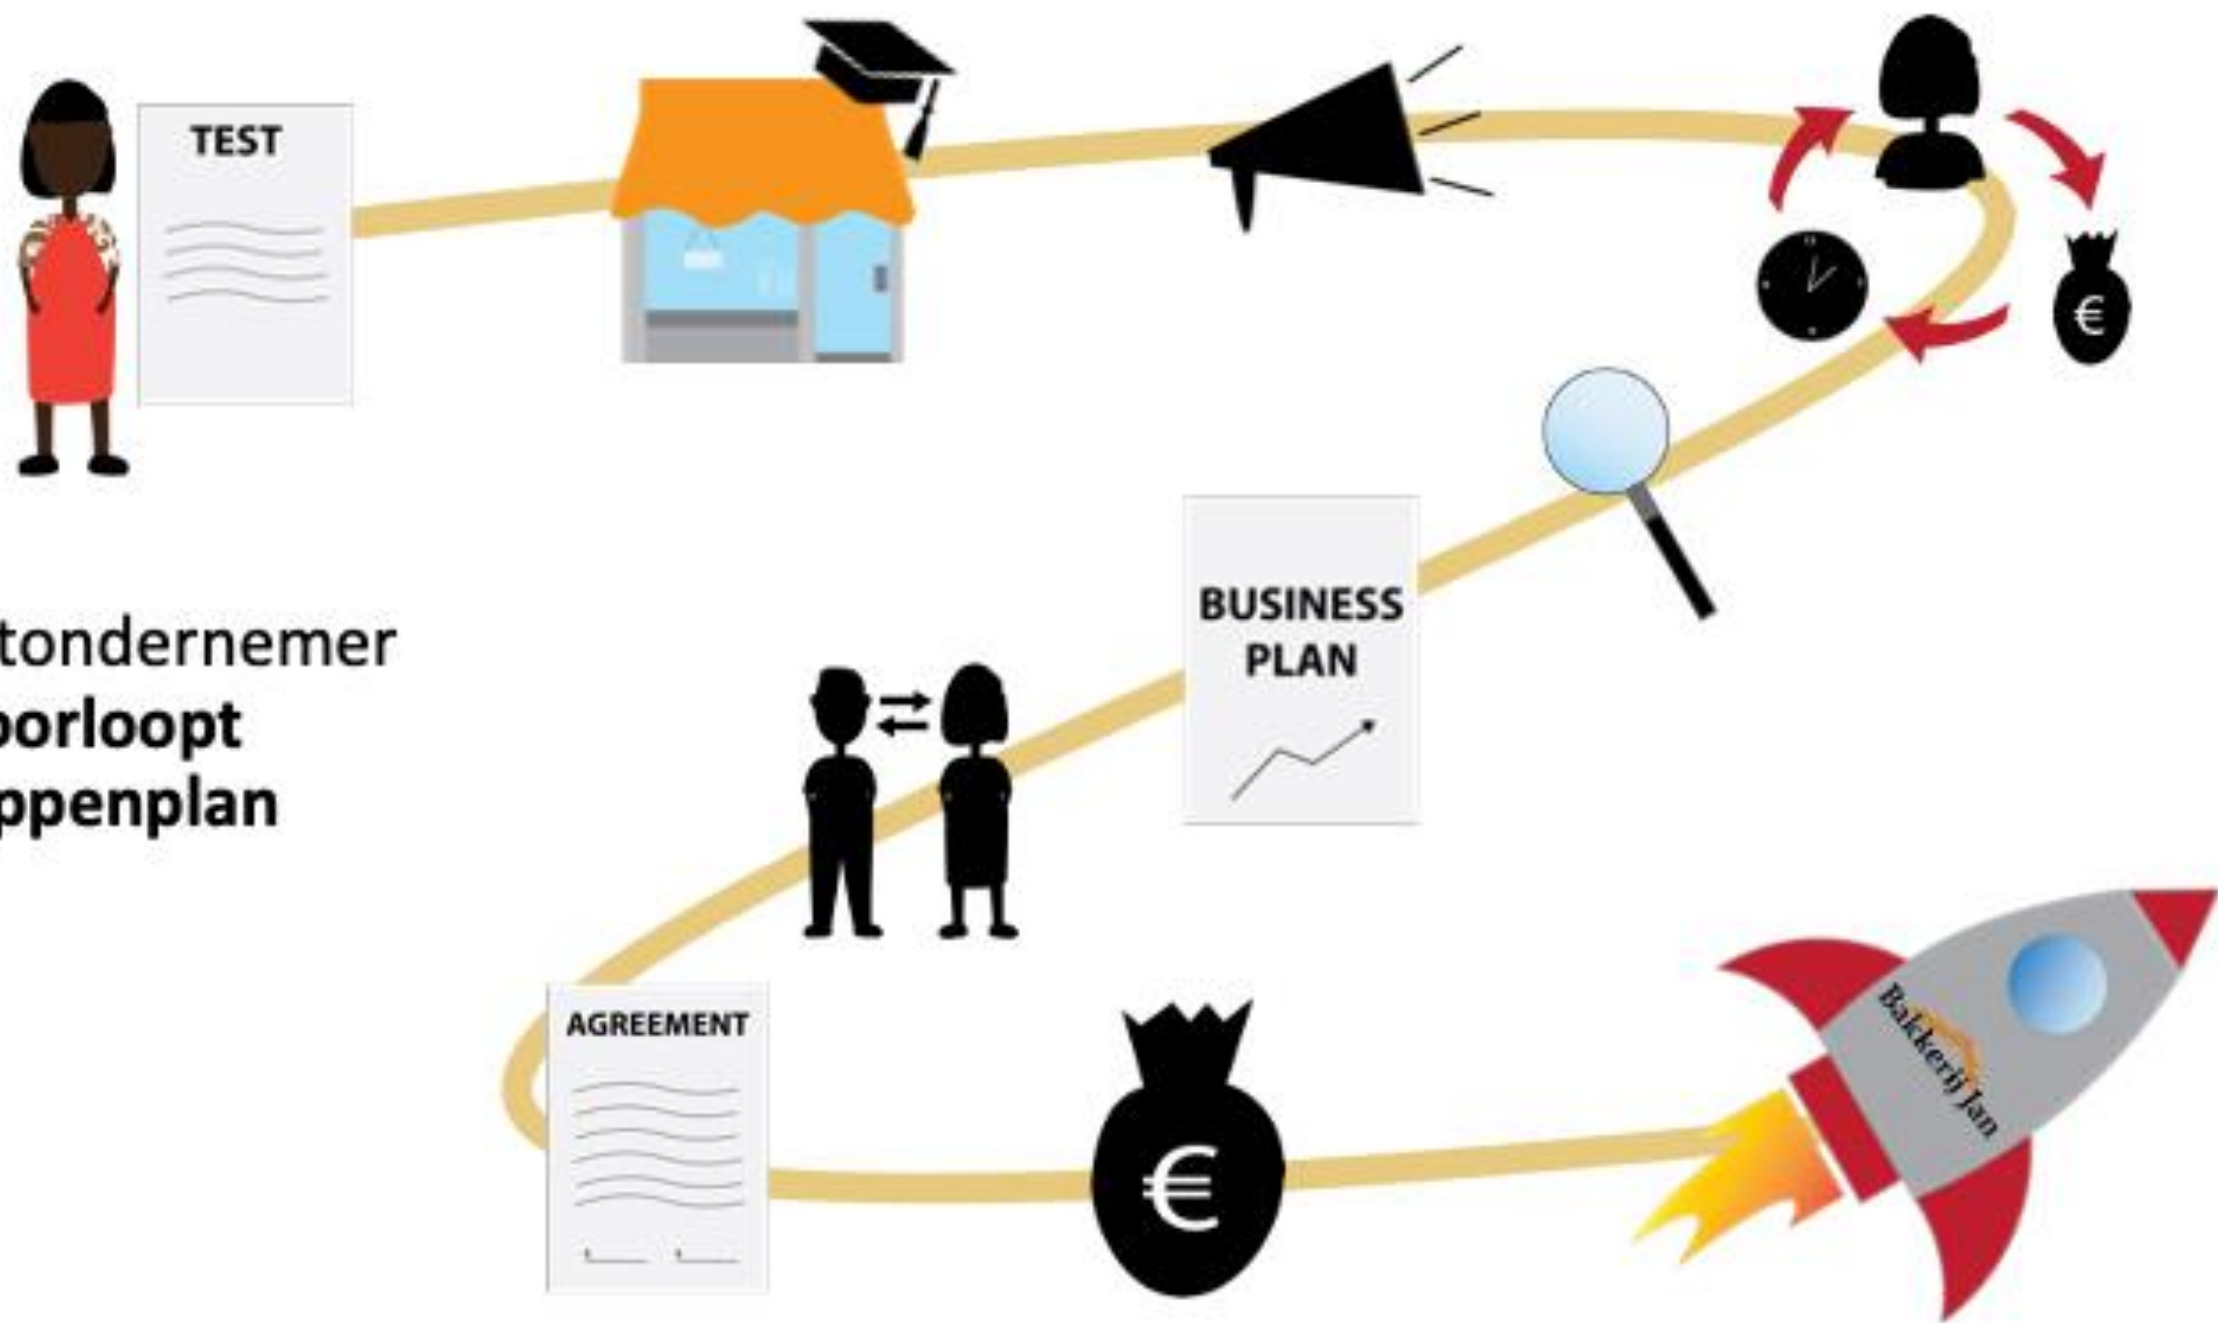 TEST
€
BUSINESS
PLAN
tondernemer
oorloopt
ppenplan
AGREEMENT
€
Bakkerij Jan